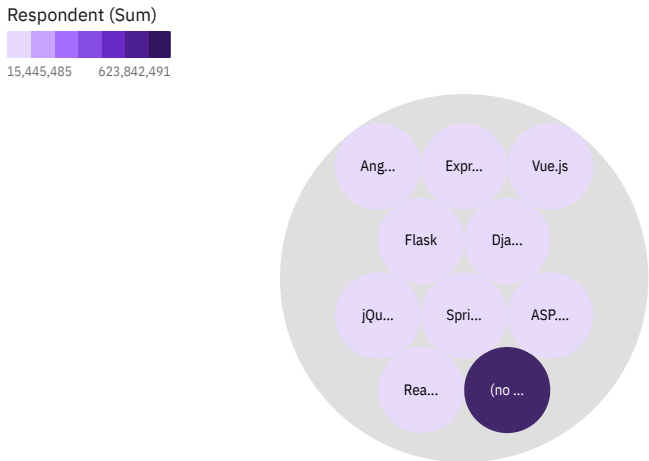 Respondent (Sum)
15,445,485 623,842,491
Ang... Expr... Vue.js
Flask Dja...
jQu... Spri... ASP....
Rea... (no ...